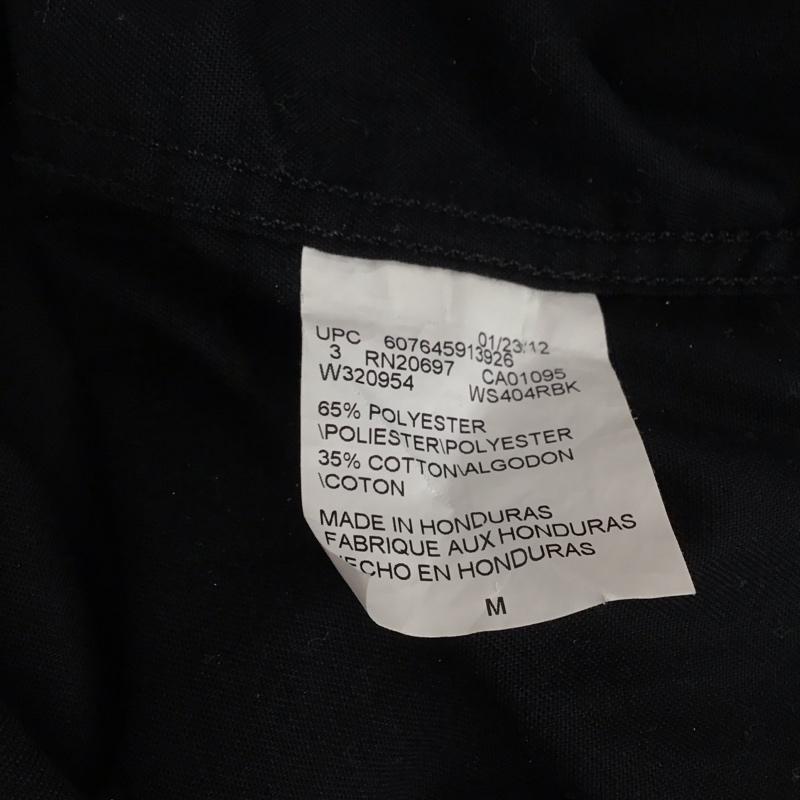 01/23/12
UPC 607645913926
3 RN20697 CA01095
W320954 WS404RBK
65% POLYESTER
\POLIESTER\POLYESTER
35% COTTON\ALGODON
\COTON
MADE IN HONDURAS
FABRIQUE AUX HONDURAS
HECHO EN HONDURAS
M